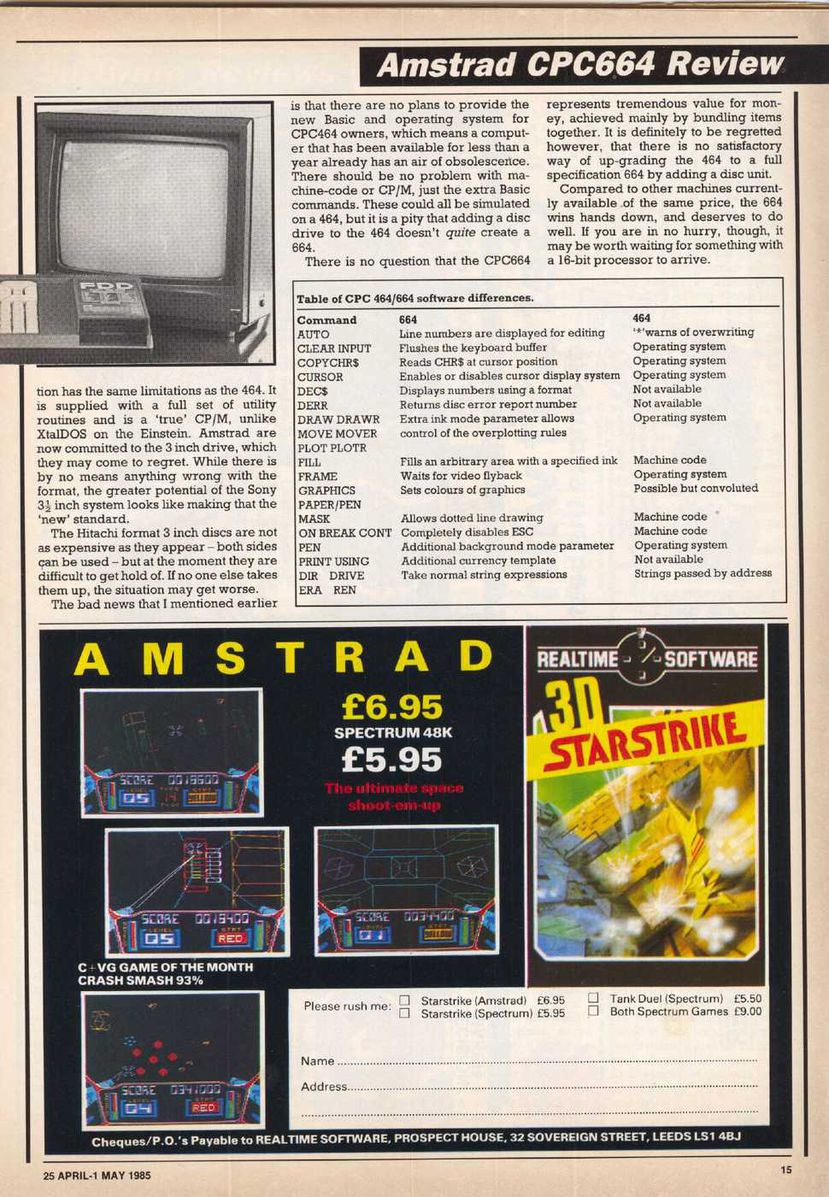 Amstrad CPC664 Review
FDD
tion has the same limitations as the 464. It
is supplied with a full set of utility
routines and is a 'true' CP/M, unlike
XtalDOS on the Einstein. Amstrad are
now committed to the 3 inch drive, which
they may come to regret. While there is
by no means anything wrong with the
format, the greater potential of the Sony
3½ inch system looks like making that the
'new' standard.
The Hitachi format 3 inch discs are not
as expensive as they appear – both sides
can be used – but at the moment they are
difficult to get hold of. If no one else takes
them up, the situation may get worse.
The bad news that I mentioned earlier
is that there are no plans to provide the
new Basic and operating system for
CPC464 owners, which means a comput-
er that has been available for less than a
year already has an air of obsolescence.
There should be no problem with ma-
chine-code or CP/M, just the extra Basic
commands. These could all be simulated
on a 464, but it is a pity that adding a disc
drive to the 464 doesn't quite create a
664.
There is no question that the CPC664
represents tremendous value for mon-
ey, achieved mainly by bundling items
together. It is definitely to be regretted
however, that there is no satisfactory
way of up-grading the 464 to a full
specification 664 by adding a disc unit.
Compared to other machines current-
ly available of the same price, the 664
wins hands down, and deserves to do
well. If you are in no hurry, though, it
may be worth waiting for something with
a 16-bit processor to arrive.
Table of CPC 464/664 software differences.
Command 664 464
AUTO Line numbers are displayed for editing '*'warns of overwriting
CLEAR INPUT Flushes the keyboard buffer Operating system
COPYCHR$ Reads CHR$ at cursor position Operating system
CURSOR Enables or disables cursor display system Operating system
DEC$ Displays numbers using a format Not available
DERR Returns disc error report number Not available
DRAW DRAWR Extra ink mode parameter allows Operating system
MOVE MOVER control of the overplotting rules
PLOT PLOTR
FILL Fills an arbitrary area with a specified ink Machine code
FRAME Waits for video flyback Operating system
GRAPHICS Sets colours of graphics Possible but convoluted
PAPER/PEN
MASK Allows dotted line drawing Machine code
ON BREAK CONT Completely disables ESC Machine code
PEN Additional background mode parameter Operating system
PRINT USING Additional currency template Not available
DIR DRIVE Take normal string expressions Strings passed by address
ERA REN
AMSTRAD
£6.95
SPECTRUM 48K
£5.95
The ultimate space
shoot-em-up
REALTIME SOFTWARE
3D
STARSTRIKE
SCORE 0019600
LEVEL
05 14 YELLOW
SCORE 0019400
LEVEL
05 RED
SCORE 0034400
LEVEL
01 YELLOW
C+VG GAME OF THE MONTH
CRASH SMASH 93%
SCORE 0341000
LEVEL
04 RED
Please rush me: Starstrike (Amstrad) £6.95 Tank Duel (Spectrum) £5.50
Starstrike (Spectrum) £5.95 Both Spectrum Games £9.00
Name
Address
Cheques/P.O.'s Payable to REALTIME SOFTWARE, PROSPECT HOUSE, 32 SOVEREIGN STREET, LEEDS LS1 4BJ
25 APRIL-1 MAY 1985
15